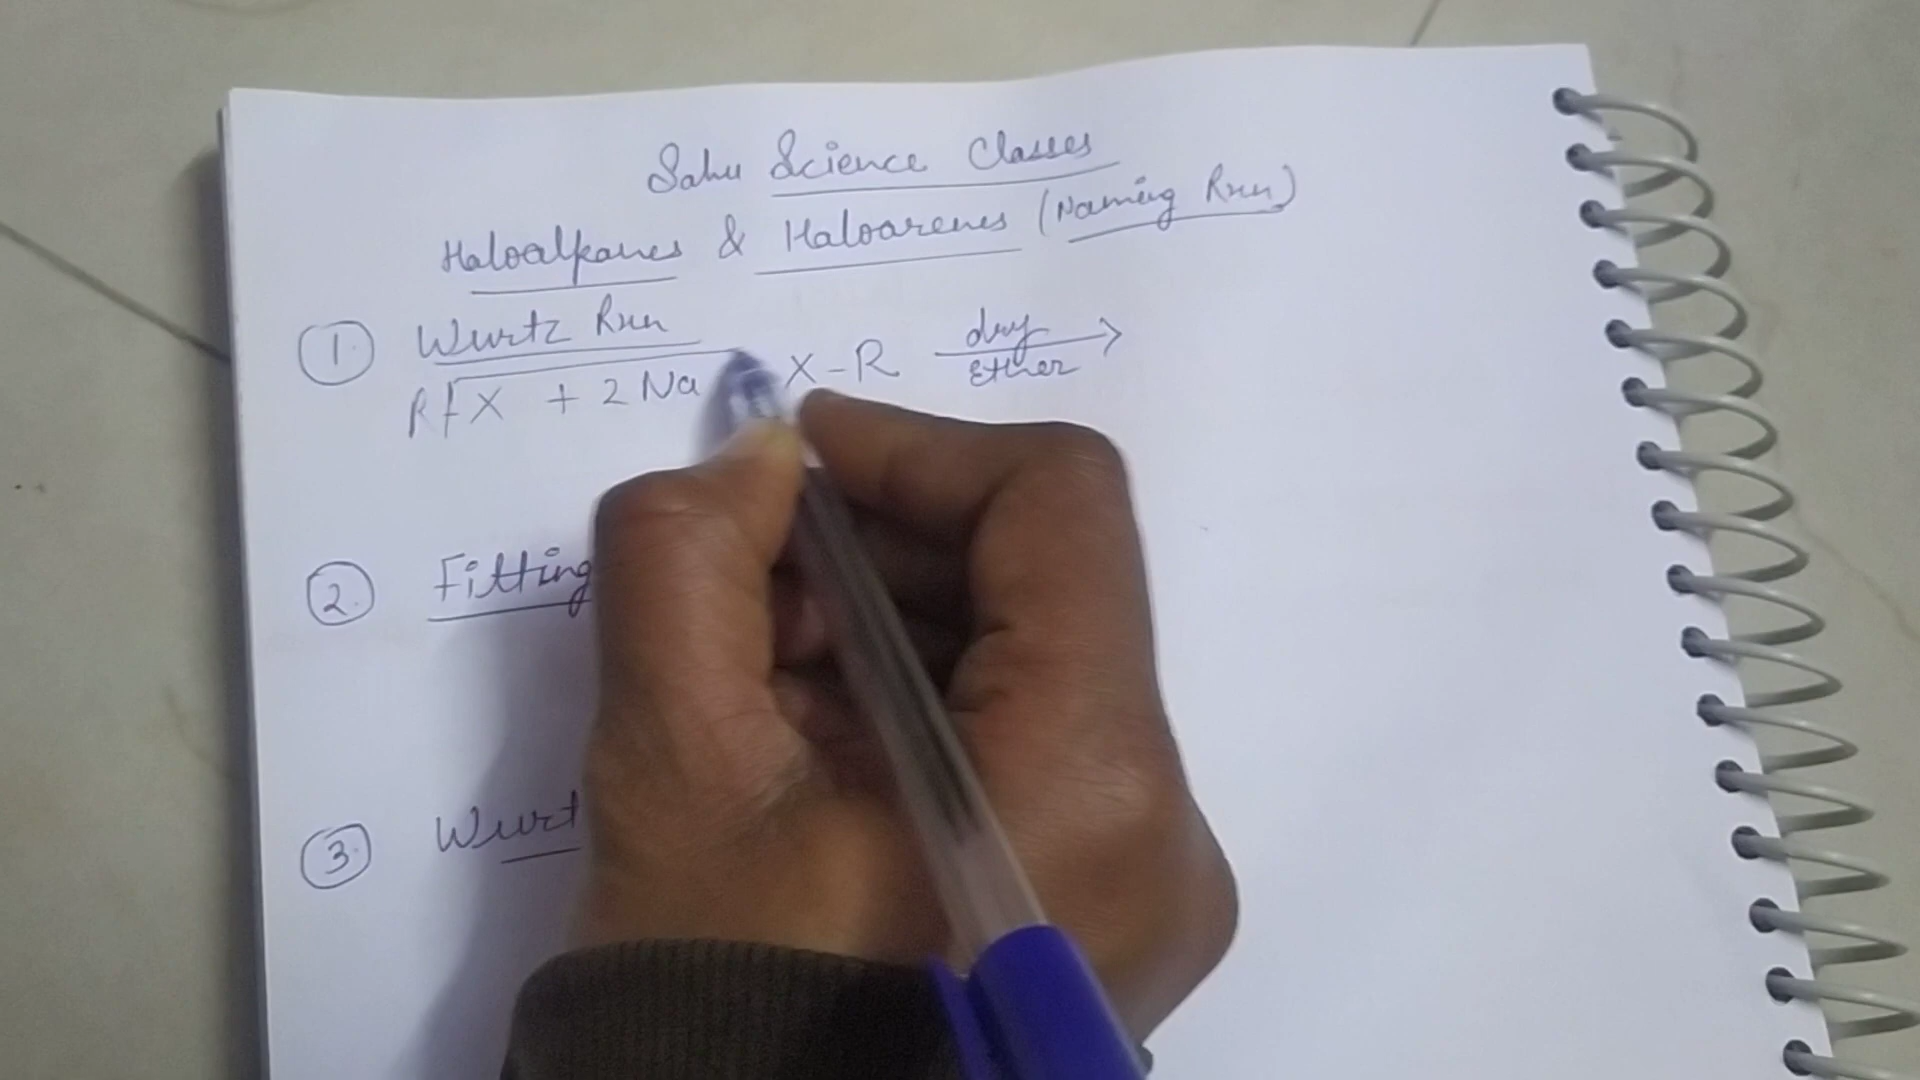 Sahu Science Classes
Haloalkanes & Haloarenes (Naming Rxn)
1. Wurtz Rxn
R-X + 2 Na X-R dry Ether
2. Fitting
3. Wurt